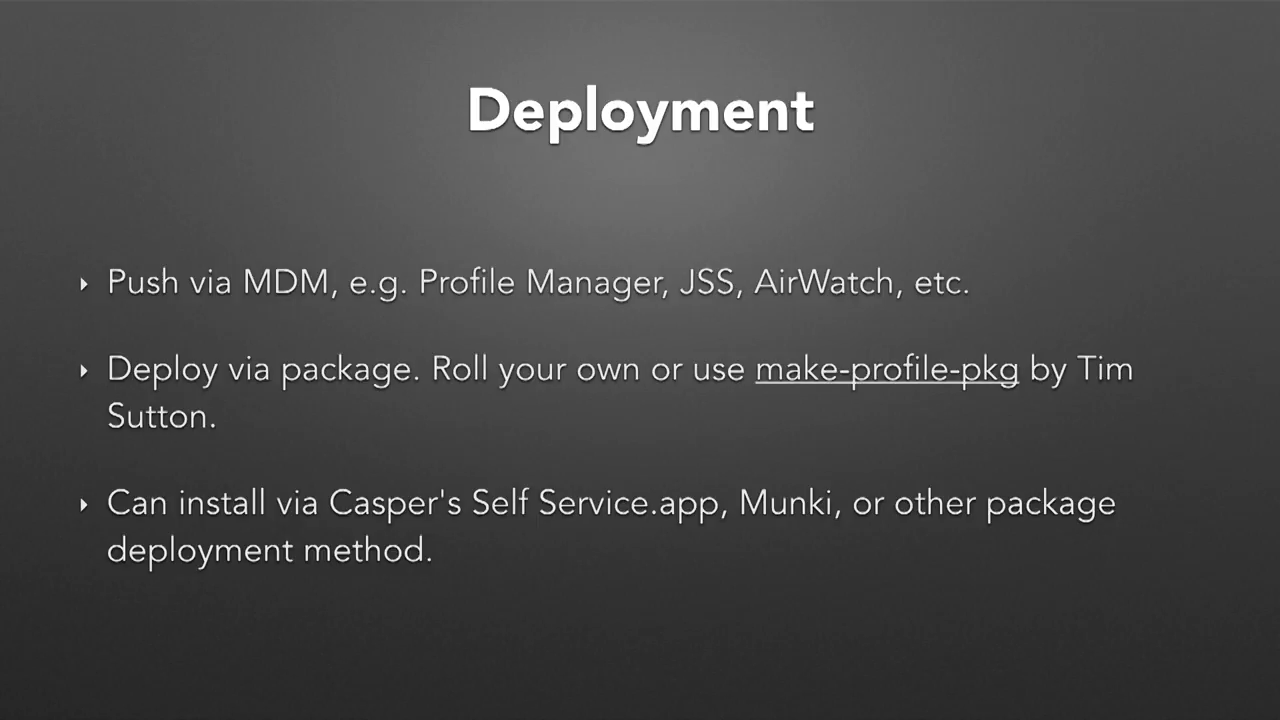 Deployment
Push via MDM, e.g. Profile Manager, JSS, AirWatch, etc.
Deploy via package. Roll your own or use make-profile-pkg by Tim
Sutton.
Can install via Casper's Self Service.app, Munki, or other package
deployment method.